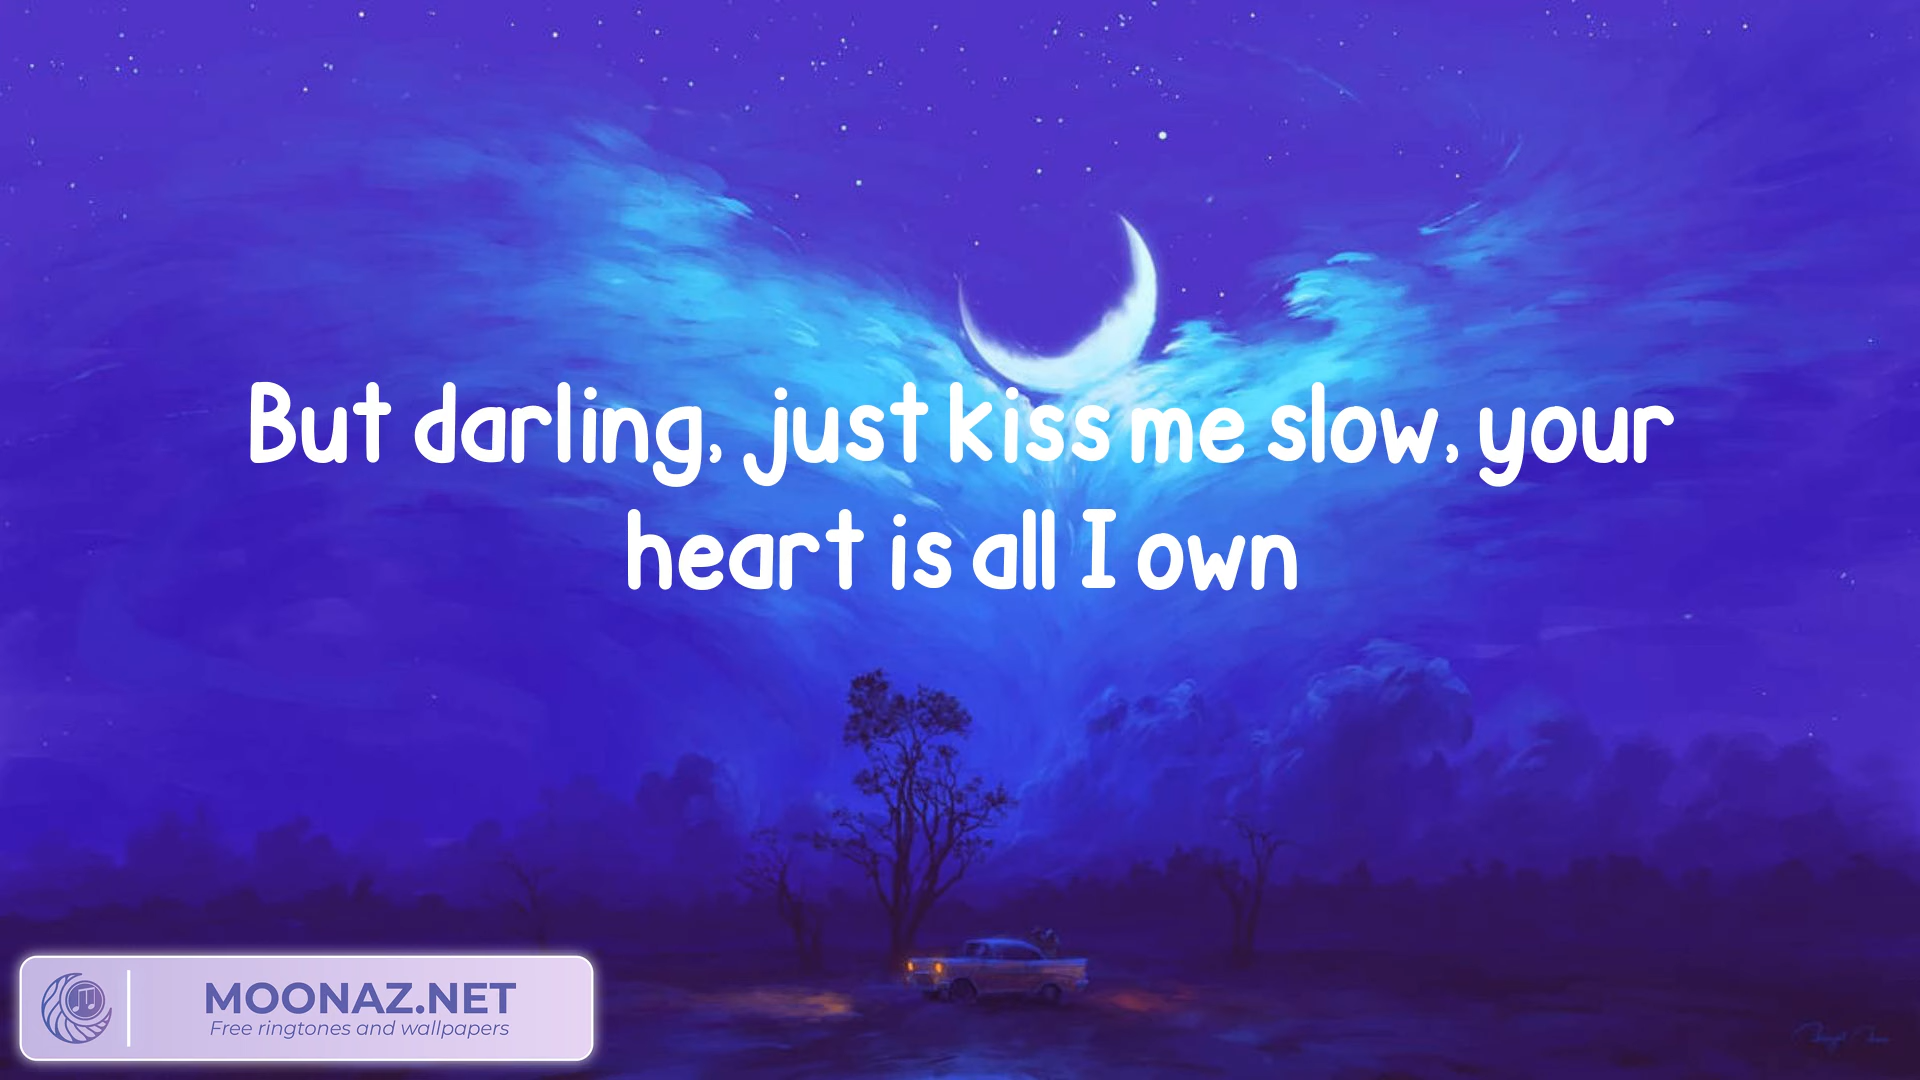 But darling, just kiss me slow, your
heart is all I own
MOONAZ.NET
Free ringtones and wallpapers